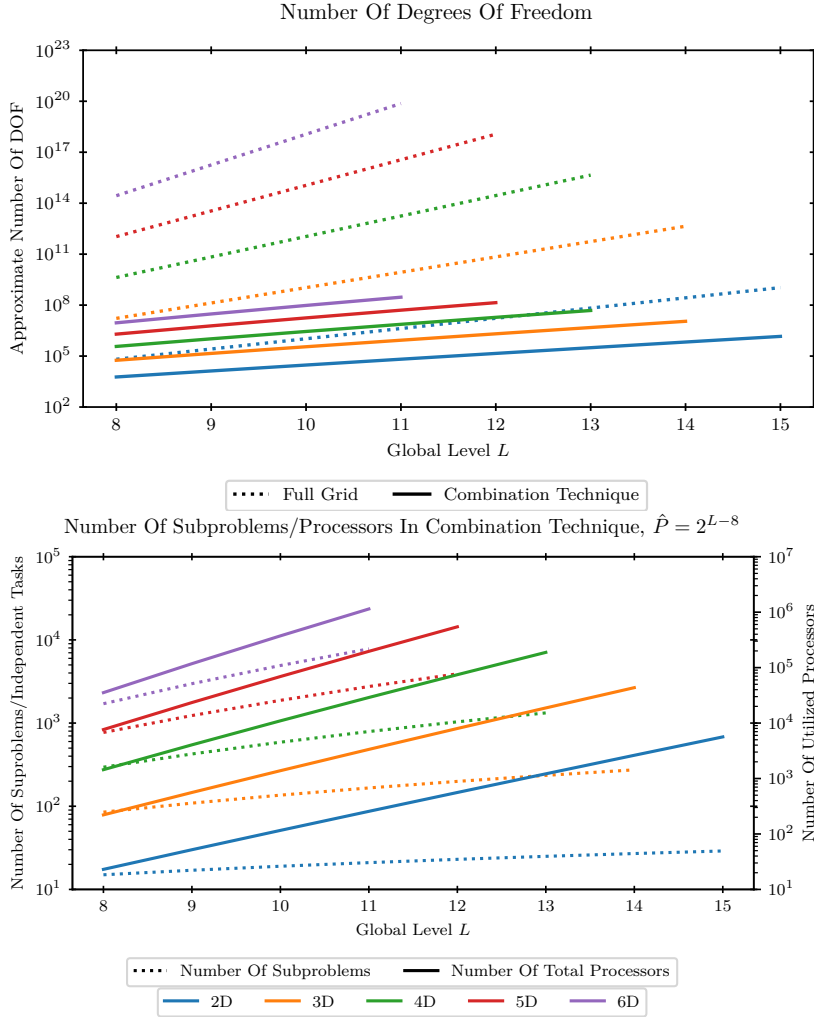 Number Of Degrees Of Freedom
Approximate Number Of DOF
10^23
10^20
10^17
10^14
10^11
10^8
10^5
10^2
8 9 10 11 12 13 14 15
Global Level L
Full Grid Combination Technique
Number Of Subproblems/Processors In Combination Technique, P̂ = 2^{L−8}
Number Of Suproblems/Independent Tasks
10^5
10^4
10^3
10^2
10^1
10^7
10^6
10^5
10^4
10^3
10^2
10^1
Number Of Utilized Processors
8 9 10 11 12 13 14 15
Global Level L
Number Of Subproblems Number Of Total Processors
2D 3D 4D 5D 6D